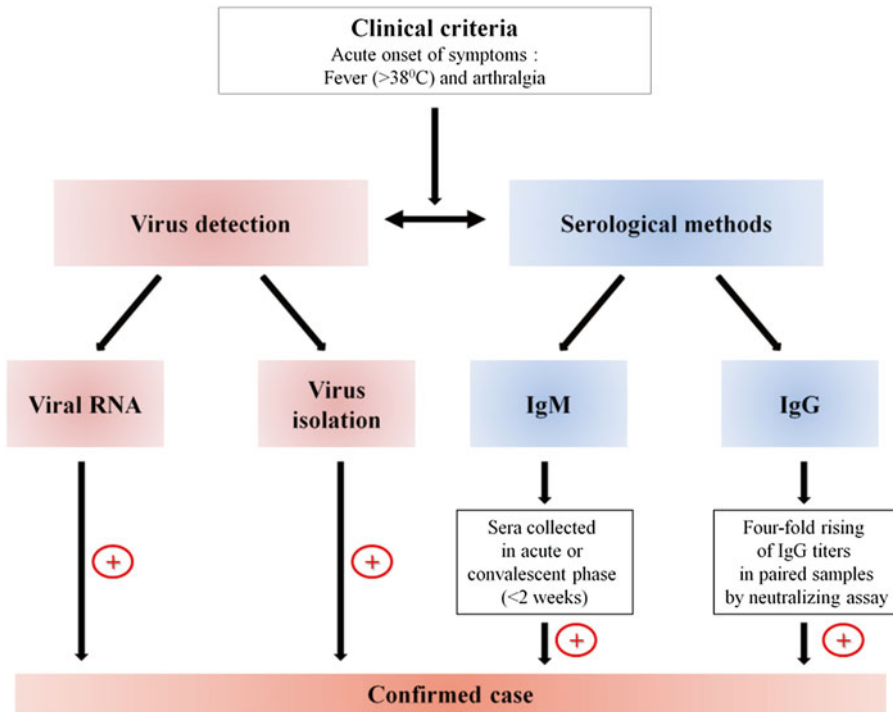 Clinical criteria
Acute onset of symptoms :
Fever (>38⁰C) and arthralgia
Virus detection
Serological methods
Viral RNA
Virus
isolation
IgM
IgG
Sera collected
in acute or
convalescent phase
(<2 weeks)
Four-fold rising
of IgG titers
in paired samples
by neutralizing assay
+
+
+
+
Confirmed case